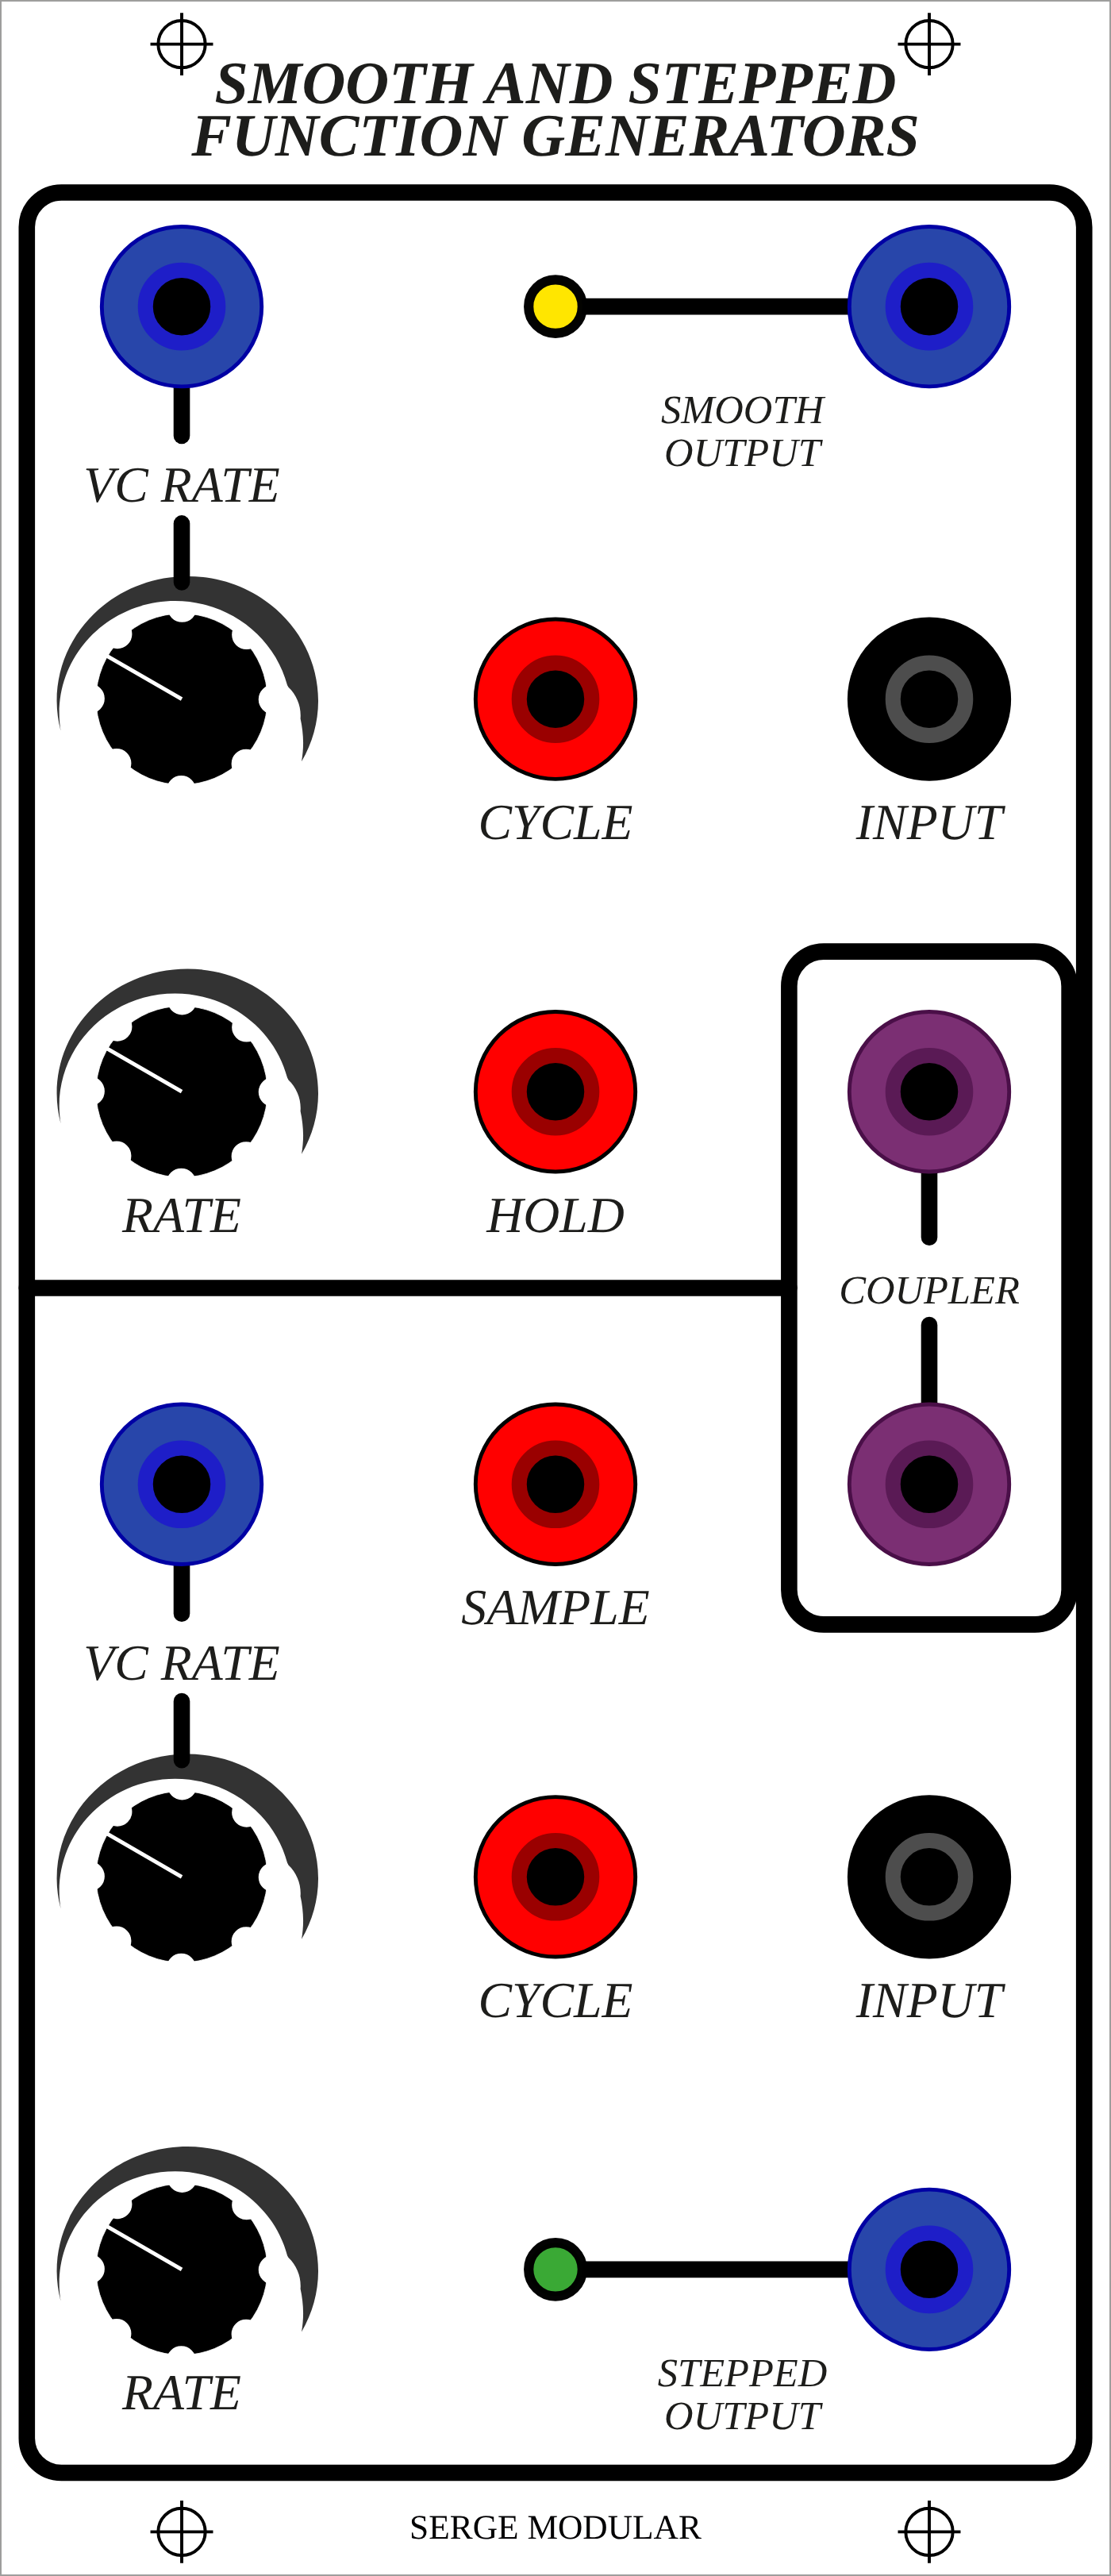 SMOOTH AND STEPPED
FUNCTION GENERATORS
SMOOTH
OUTPUT
VC RATE
CYCLE
INPUT
RATE
HOLD
COUPLER
SAMPLE
VC RATE
CYCLE
INPUT
STEPPED
OUTPUT
RATE
SERGE MODULAR